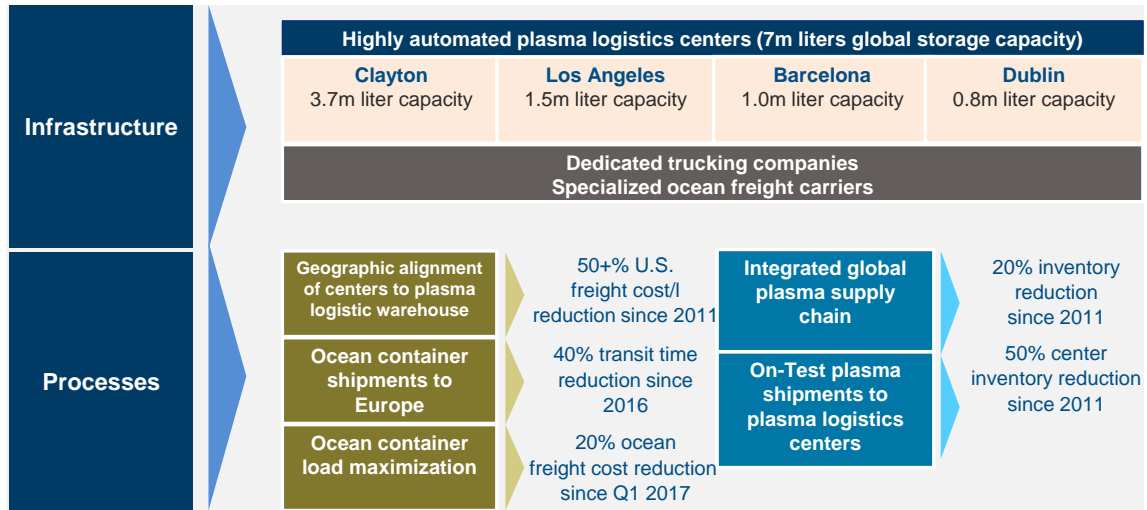 Infrastructure
Highly automated plasma logistics centers (7m liters global storage capacity)
Clayton
3.7m liter capacity
Los Angeles
1.5m liter capacity
Barcelona
1.0m liter capacity
Dublin
0.8m liter capacity
Dedicated trucking companies
Specialized ocean freight carriers
Processes
Geographic alignment
of centers to plasma
logistic warehouse
50+% U.S.
freight cost/l
reduction since 2011
Ocean container
shipments to
Europe
40% transit time
reduction since
2016
Ocean container
load maximization
20% ocean
freight cost reduction
since Q1 2017
Integrated global
plasma supply
chain
20% inventory
reduction
since 2011
On-Test plasma
shipments to
plasma logistics
centers
50% center
inventory reduction
since 2011